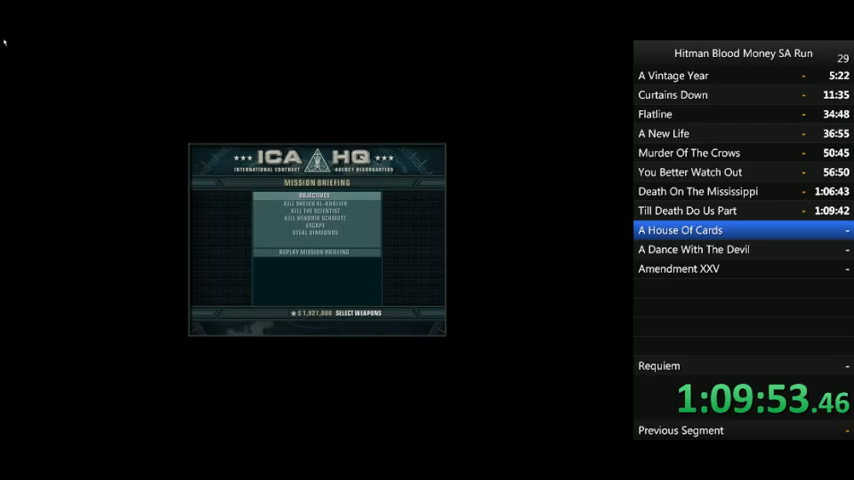 ICA HQ
INTERNATIONAL CONTRACT AGENCY HEADQUARTERS
MISSION BRIEFING
OBJECTIVES
KILL SHEIKH AL-KHALIFA
KILL THE SCIENTIST
KILL HENDRIK SCHMUTZ
ESCAPE
STEAL DIAMONDS
REPLAY MISSION BRIEFING
$1,027,000 SELECT WEAPONS
Hitman Blood Money SA Run
29
A Vintage Year - 5:22
Curtains Down - 11:35
Flatline - 34:48
A New Life - 36:55
Murder Of The Crows - 50:45
You Better Watch Out - 56:50
Death On The Mississippi - 1:06:43
Till Death Do Us Part - 1:09:42
A House Of Cards -
A Dance With The Devil -
Amendment XXV -
Requiem -
1:09:53.46
Previous Segment -